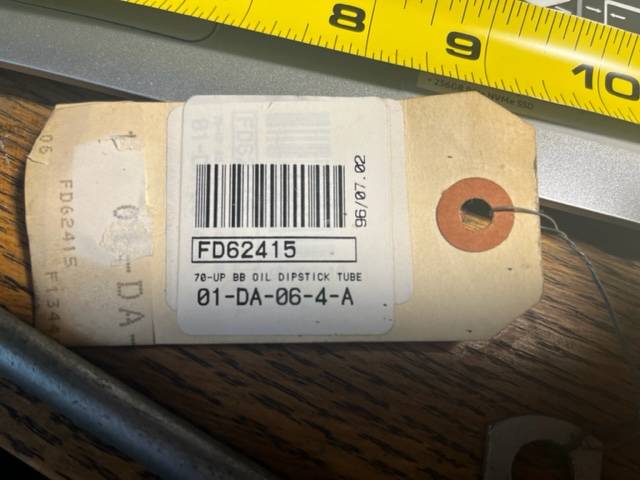 8
9
10
96/07.02
FD62415
70-UP BB OIL DIPSTICK TUBE
01-DA-06-4-A
06
FD62415